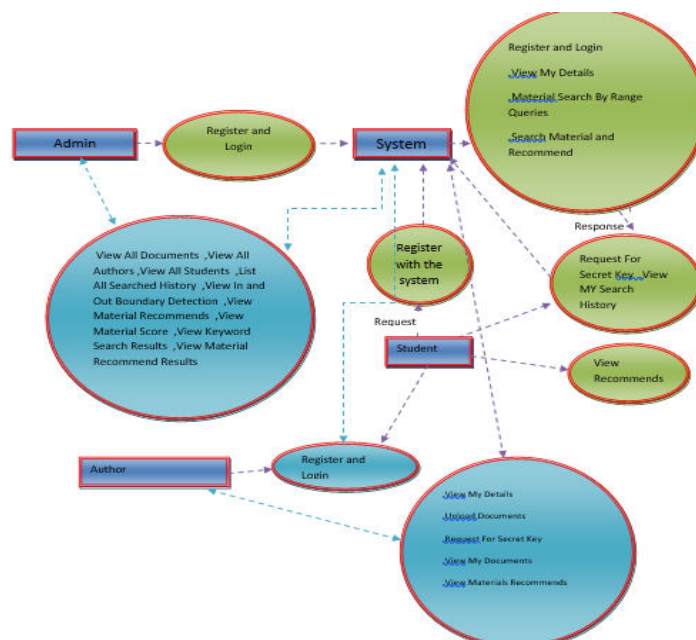 Register and Login
,View My Details
,Material Search By Range
Queries
,Search Material and
Recommend
Admin
Register and
Login
System
Response
View All Documents ,View All
Authors ,View All Students , List
All Searched History ,View In and
Out Boundary Detection ,View
Material Recommends ,View
Material Score ,View Keyword
Search Results ,View Material
Recommend Results
Register
with the
system
Request For
Secret Key ,View
MY Search
History
Request
Student
View
Recommends
Author
Register and
Login
,View My Details
,Upload Documents
,Request For Secret Key
,View My Documents
,View Materials Recommends